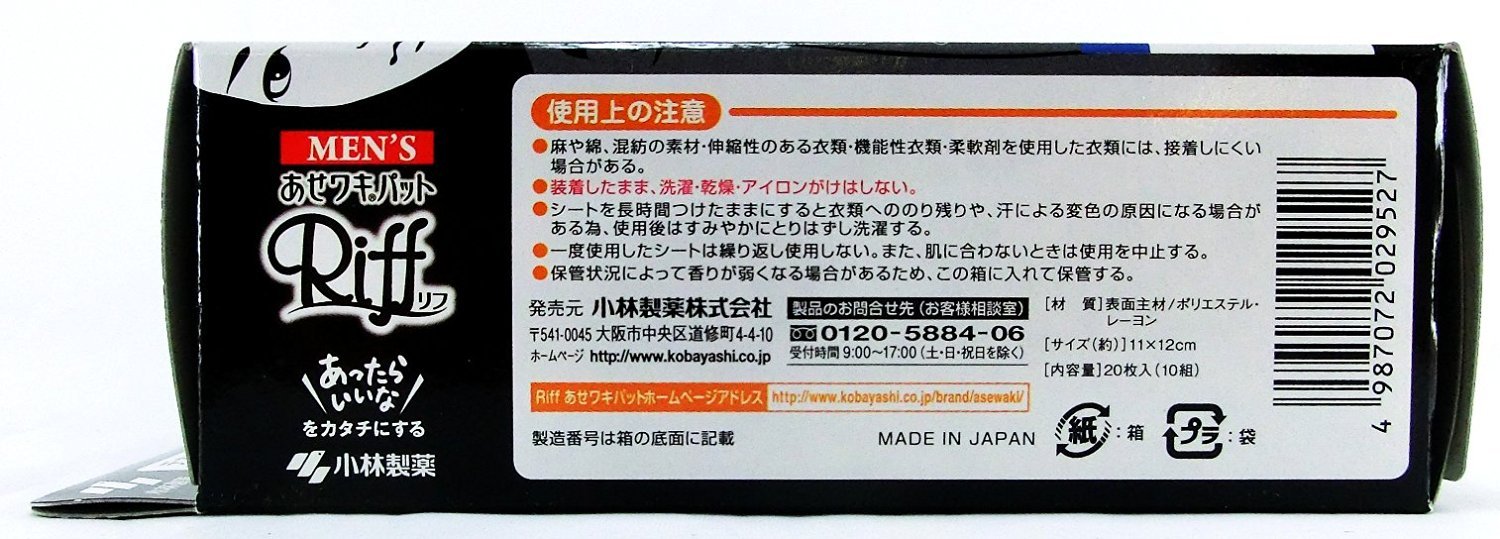 MEN'S
あせワキパット
Riff
リフ
あったら
いいな
をカタチにする
小林製薬
使用上の注意
●麻や綿、混紡の素材・伸縮性のある衣類・機能性衣類・柔軟剤を使用した衣類には、接着しにくい
場合がある。
●装着したまま、洗濯・乾燥・アイロンがけはしない。
●シートを長時間つけたままにすると衣類へののり残りや、汗による変色の原因になる場合が
ある為、使用後はすみやかにとりはずし洗濯する。
●一度使用したシートは繰り返し使用しない。また、肌に合わないときは使用を中止する。
●保管状況によって香りが弱くなる場合があるため、この箱に入れて保管する。
発売元 小林製薬株式会社
〒541-0045 大阪市中央区道修町4-4-10
ホームページ http://www.kobayashi.co.jp
製品のお問合せ先(お客様相談室)
0120-5884-06
受付時間 9:00〜17:00(土・日・祝日を除く)
[材 質]表面主材/ポリエステル・
レーヨン
[サイズ(約)]11×12cm
[内容量]20枚入(10組)
Riff あせワキパットホームページアドレス http://www.kobayashi.co.jp/brand/asewaki/
製造番号は箱の底面に記載
MADE IN JAPAN
紙:箱
プラ:袋
4 987072 029527